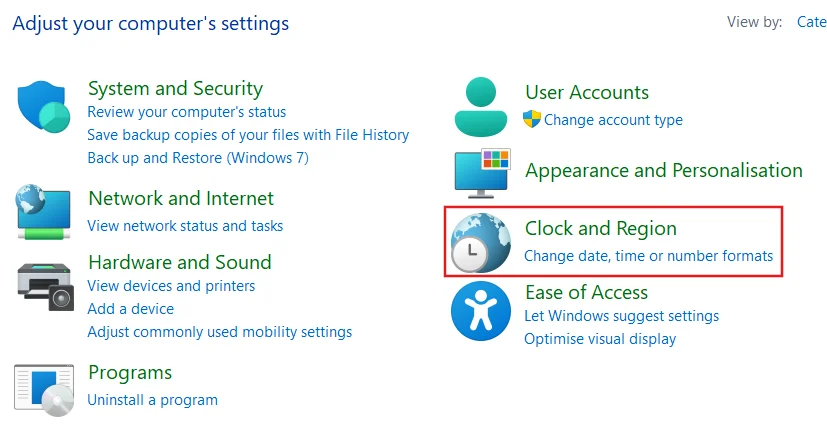 Adjust your computer's settings
View by: Cate
System and Security
Review your computer's status
Save backup copies of your files with File History
Back up and Restore (Windows 7)
Network and Internet
View network status and tasks
Hardware and Sound
View devices and printers
Add a device
Adjust commonly used mobility settings
Programs
Uninstall a program
User Accounts
Change account type
Appearance and Personalisation
Clock and Region
Change date, time or number formats
Ease of Access
Let Windows suggest settings
Optimise visual display